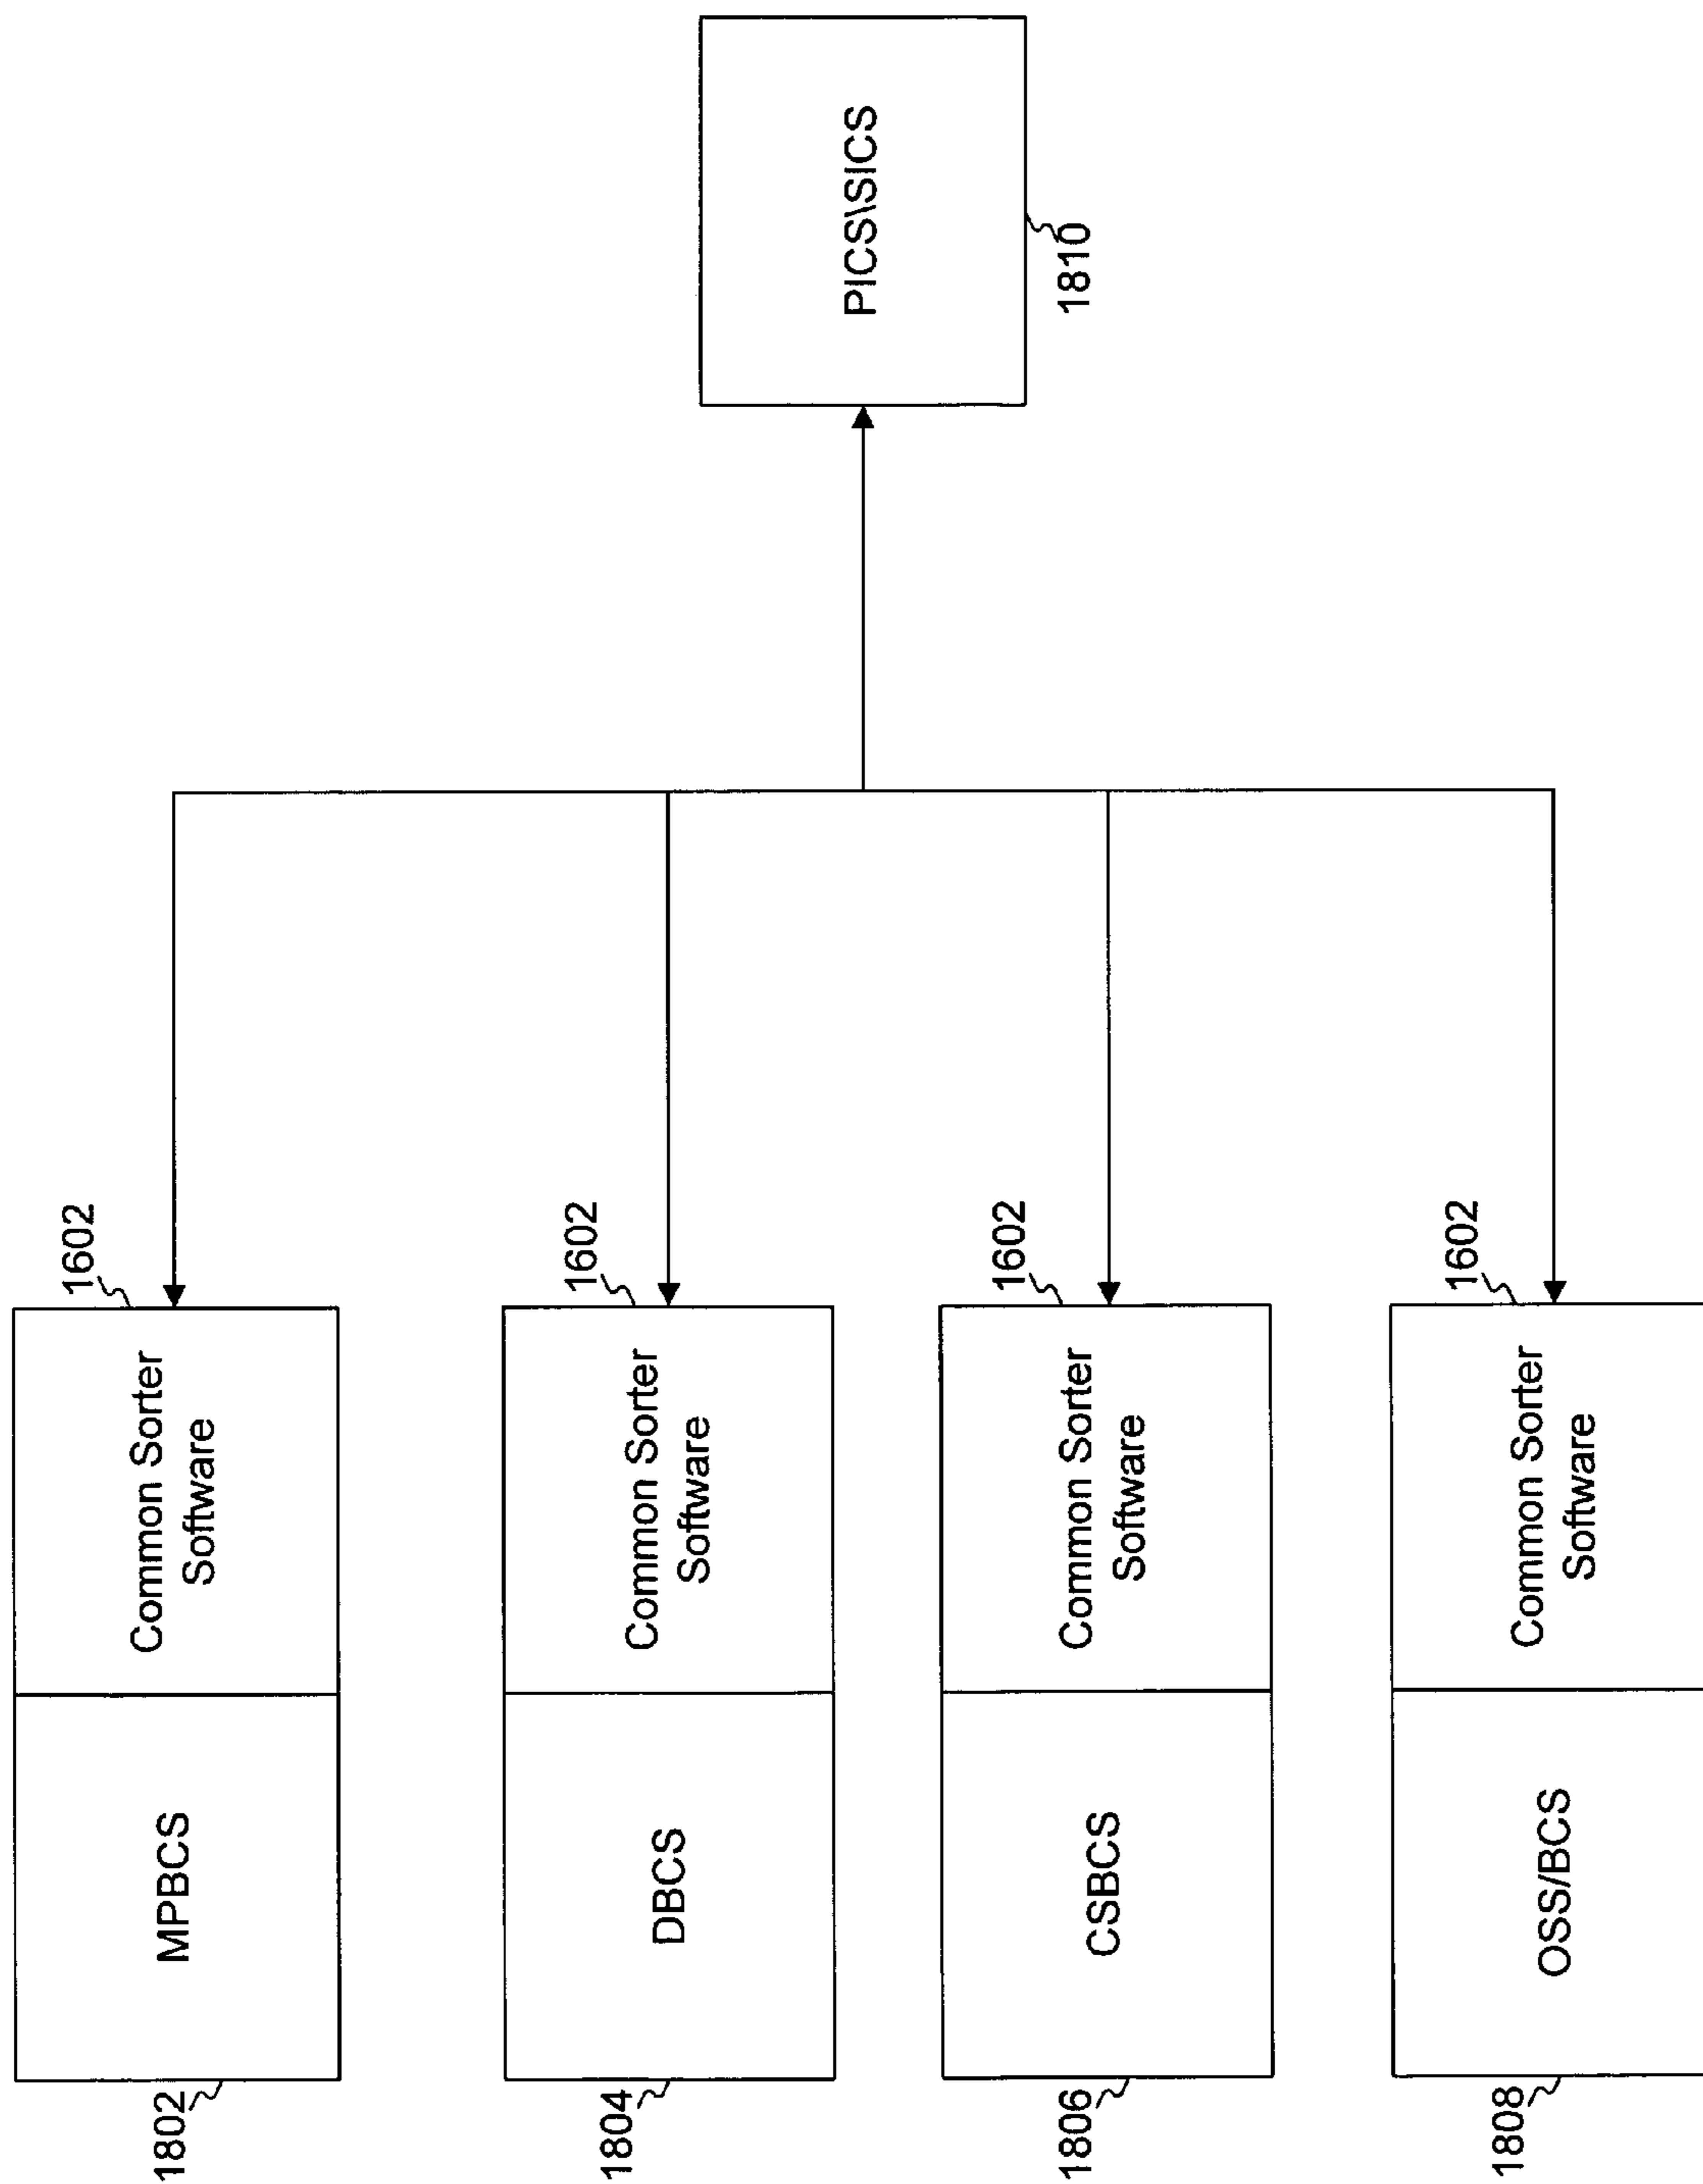 1802
MPBCS
Common Sorter
Software
1602
1804
DBCS
Common Sorter
Software
1602
1806
CSBCS
Common Sorter
Software
1602
1808
OSS/BCS
Common Sorter
Software
1602
PICS\SICS
1810